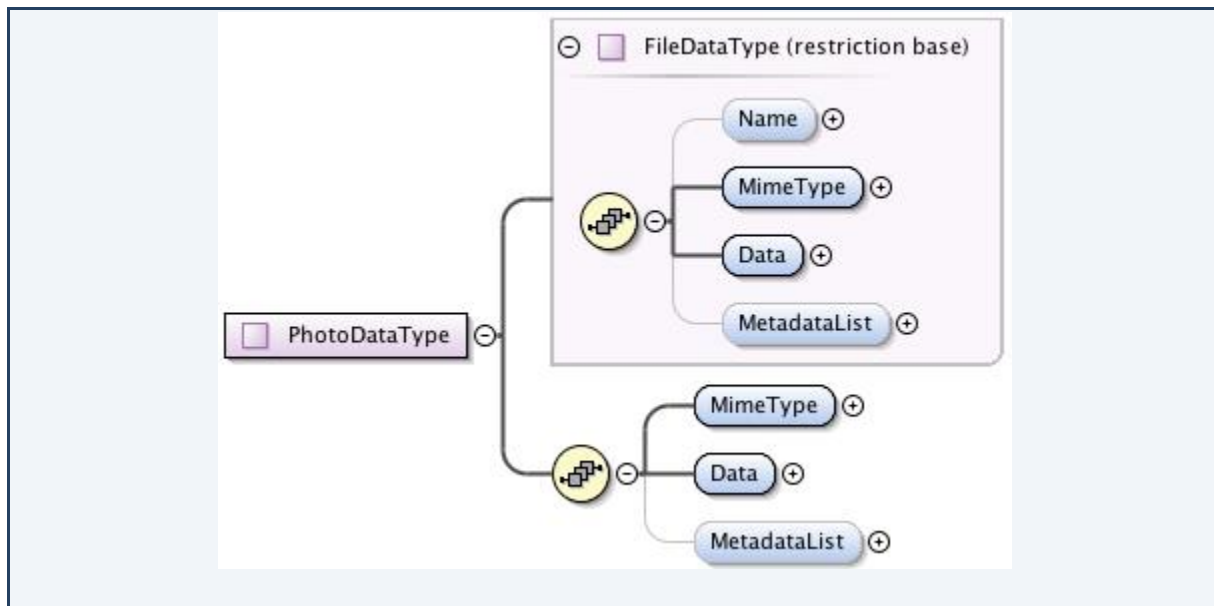 FileDataType (restriction base)
Name
MimeType
Data
MetadataList
PhotoDataType
MimeType
Data
MetadataList